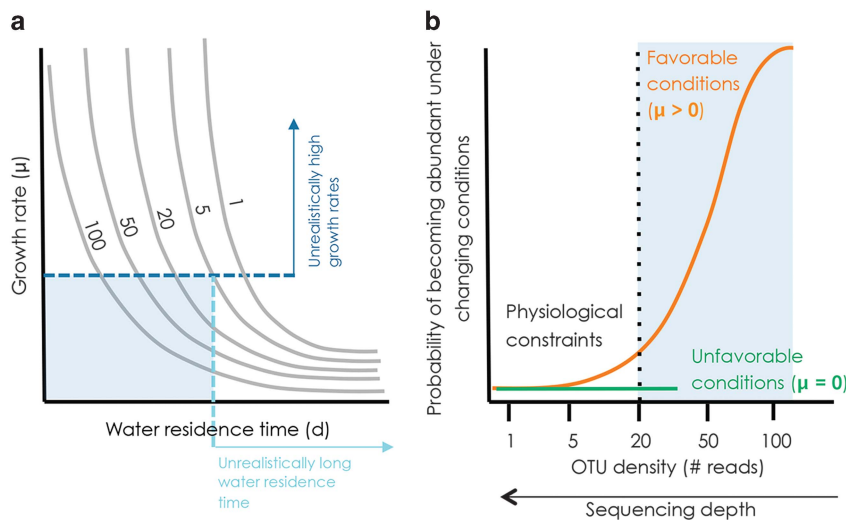 a
Growth rate (µ)
100
50
20
5
1
Unrealistically high
growth rates
Water residence time (d)
Unrealistically long
water residence
time
b
Probability of becoming abundant under
changing conditions
Favorable
conditions
(µ > 0)
Physiological
constraints
Unfavorable
conditions (µ = 0)
1
5
20
50
100
OTU density (# reads)
Sequencing depth